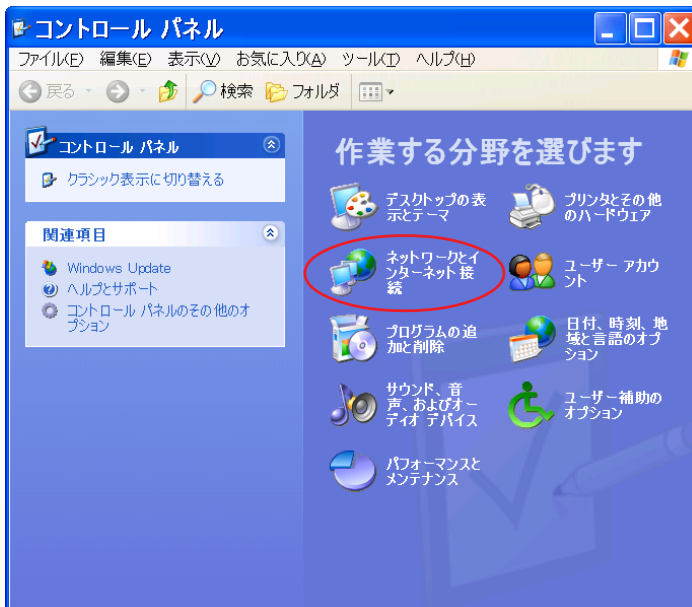 コントロール パネル
ファイル(F) 編集(E) 表示(V) お気に入り(A) ツール(T) ヘルプ(H)
戻る 検索 フォルダ
コントロール パネル
クラシック表示に切り替える
関連項目
Windows Update
ヘルプとサポート
コントロール パネルのその他のオ
プション
作業する分野を選びます
デスクトップの表
示とテーマ
プリンタとその他
のハードウェア
ネットワークとイ
ンターネット接
続
ユーザー アカウ
ント
プログラムの追
加と削除
日付、時刻、地
域と言語のオプ
ション
サウンド、音
声、およびオー
ディオ デバイス
ユーザー補助の
オプション
パフォーマンスと
メンテナンス